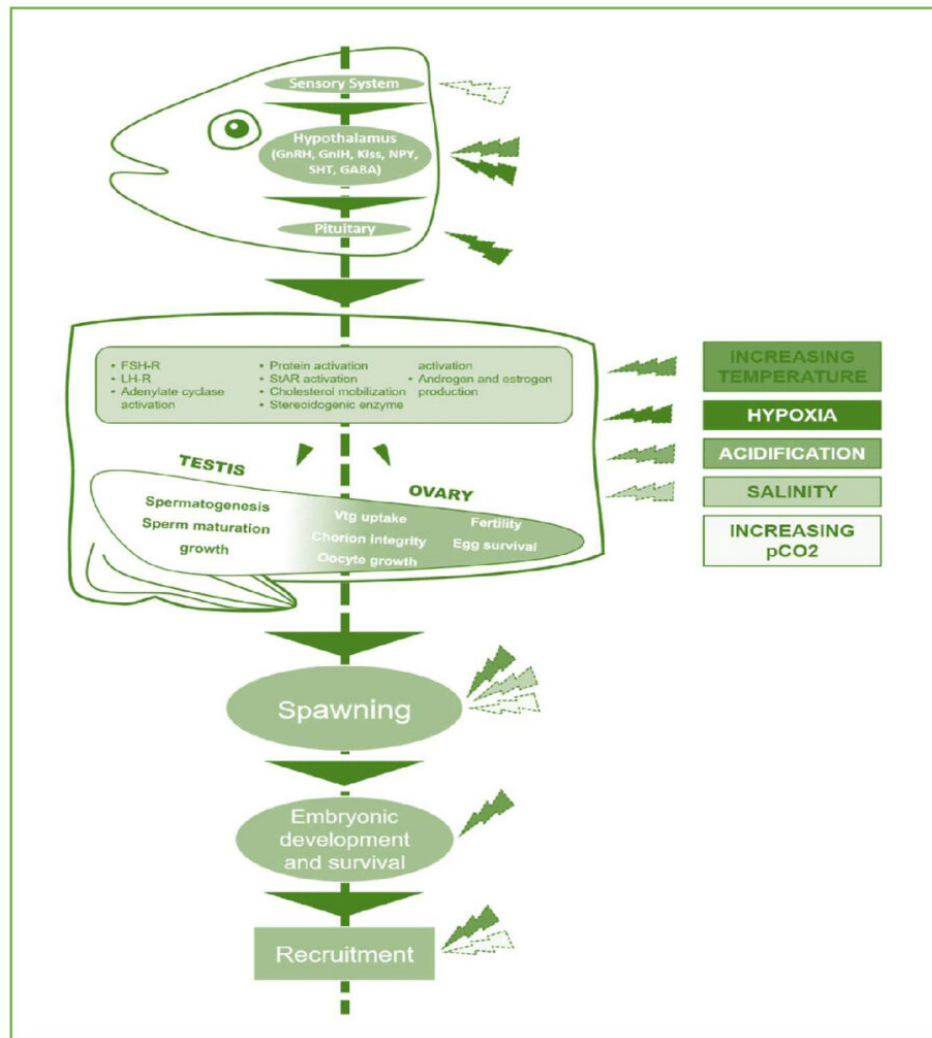 Sensory System
Hypothalamus
(GnRH, GnIH, Kiss, NPY,
SHT, GABA)
Pituitary
• FSH-R
• LH-R
• Adenylate cyclase
activation
• Protein activation
• StAR activation
• Cholesterol mobilization
• Stereoidogenic enzyme
activation
• Androgen and estrogen
production
INCREASING
TEMPERATURE
HYPOXIA
ACIDIFICATION
SALINITY
INCREASING
pCO2
TESTIS
Spermatogenesis
Sperm maturation
growth
OVARY
Vtg uptake
Chorion integrity
Oocyte growth
Fertility
Egg survival
Spawning
Embryonic
development
and survival
Recruitment